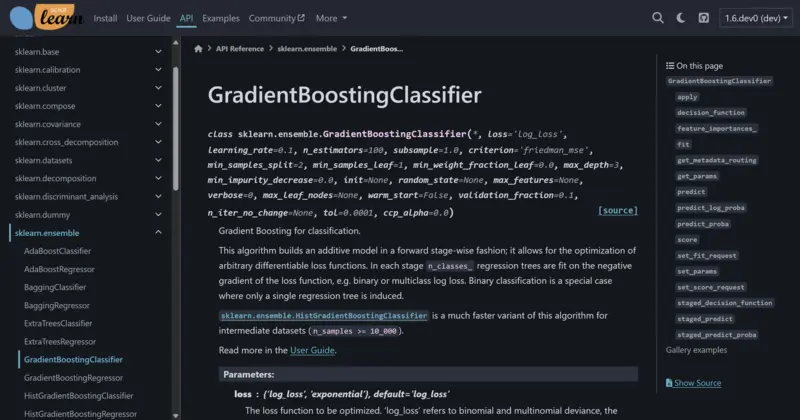 scikit
learn
Install User Guide API Examples Community More 1.6.dev0 (dev)
sklearn.base
sklearn.calibration
sklearn.cluster
sklearn.compose
sklearn.covariance
sklearn.cross_decomposition
sklearn.datasets
sklearn.decomposition
sklearn.discriminant_analysis
sklearn.dummy
sklearn.ensemble
AdaBoostClassifier
AdaBoostRegressor
BaggingClassifier
BaggingRegressor
ExtraTreesClassifier
ExtraTreesRegressor
GradientBoostingClassifier
GradientBoostingRegressor
HistGradientBoostingClassifier
HistGradientBoostingRegressor
API Reference > sklearn.ensemble > GradientBoos...
GradientBoostingClassifier
class sklearn.ensemble.GradientBoostingClassifier(*, loss='log_loss',
learning_rate=0.1, n_estimators=100, subsample=1.0, criterion='friedman_mse',
min_samples_split=2, min_samples_leaf=1, min_weight_fraction_leaf=0.0, max_depth=3,
min_impurity_decrease=0.0, init=None, random_state=None, max_features=None,
verbose=0, max_leaf_nodes=None, warm_start=False, validation_fraction=0.1,
n_iter_no_change=None, tol=0.0001, ccp_alpha=0.0) [source]
Gradient Boosting for classification.
This algorithm builds an additive model in a forward stage-wise fashion; it allows for the optimization of
arbitrary differentiable loss functions. In each stage n_classes_ regression trees are fit on the negative
gradient of the loss function, e.g. binary or multiclass log loss. Binary classification is a special case
where only a single regression tree is induced.
sklearn.ensemble.HistGradientBoostingClassifier is a much faster variant of this algorithm for
intermediate datasets (n_samples >= 10_000).
Read more in the User Guide.
Parameters:
loss : {'log_loss', 'exponential'}, default='log_loss'
The loss function to be optimized. 'log_loss' refers to binomial and multinomial deviance, the
On this page
GradientBoostingClassifier
apply
decision_function
feature_importances_
fit
get_metadata_routing
get_params
predict
predict_log_proba
predict_proba
score
set_fit_request
set_params
set_score_request
staged_decision_function
staged_predict
staged_predict_proba
Gallery examples
Show Source